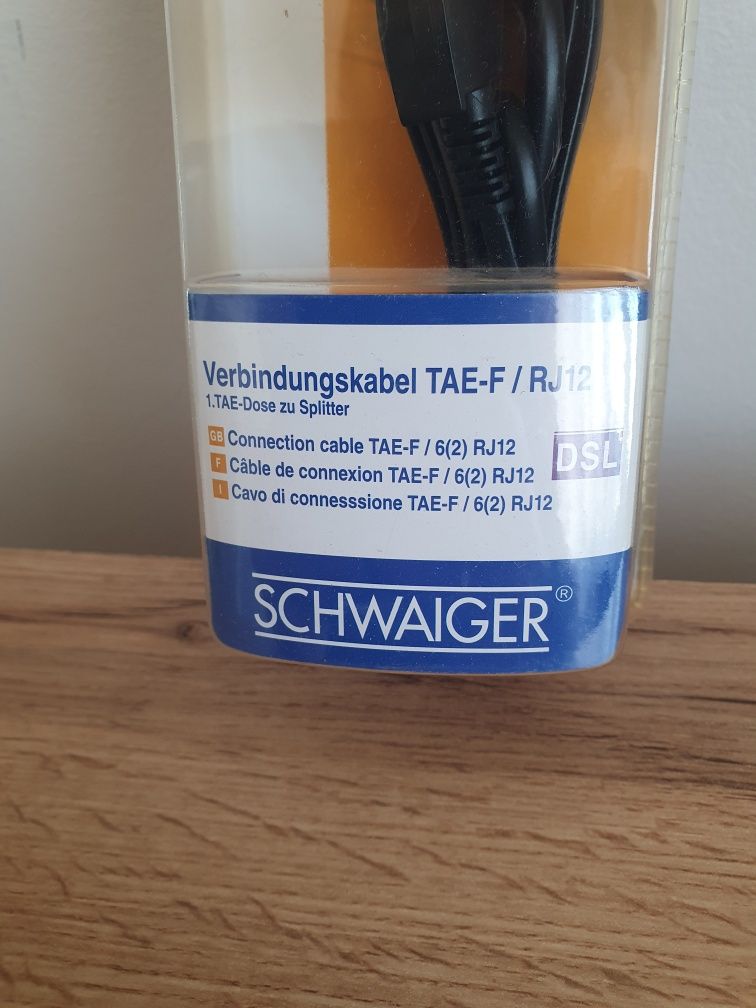 Verbindungskabel TAE-F / RJ12
1.TAE-Dose zu Splitter
GB Connection cable TAE-F / 6(2) RJ12
F Câble de connexion TAE-F / 6(2) RJ12
I Cavo di connesssione TAE-F / 6(2) RJ12
DSL
SCHWAIGER®